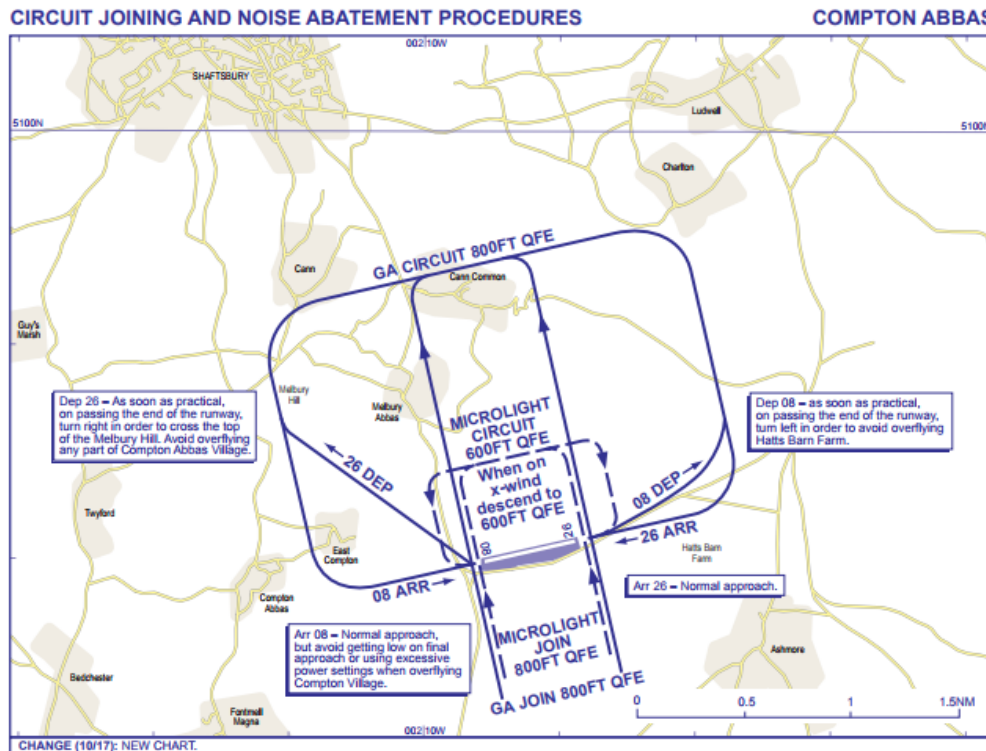 CIRCUIT JOINING AND NOISE ABATEMENT PROCEDURES
COMPTON ABBAS
002|10W
SHAFTSBURY
Ludwell
5100N
5100N
Charlton
GA CIRCUIT 800FT QFE
Cann
Cann Common
Guy's
Marsh
Melbury
Hill
Melbury
Abbas
Dep 26 – As soon as practical,
on passing the end of the runway,
turn right in order to cross the top
of the Melbury Hill. Avoid overflying
any part of Compton Abbas Village.
MICROLIGHT
CIRCUIT
600FT QFE
When on
x-wind
descend to
600FT QFE
Dep 08 – as soon as practical,
on passing the end of the runway,
turn left in order to avoid overflying
Hatts Barn Farm.
26 DEP
08 DEP
Twyford
East
Compton
08
26
26 ARR
Hatts Barn
Farm
08 ARR
Compton
Abbas
Arr 26 – Normal approach.
Arr 08 – Normal approach,
but avoid getting low on final
approach or using excessive
power settings when overflying
Compton Village.
MICROLIGHT
JOIN
800FT QFE
Ashmore
Bedchester
GA JOIN 800FT QFE
Fontmell
Magna
0
0.5
1
1.5NM
002|10W
CHANGE (10/17): NEW CHART.